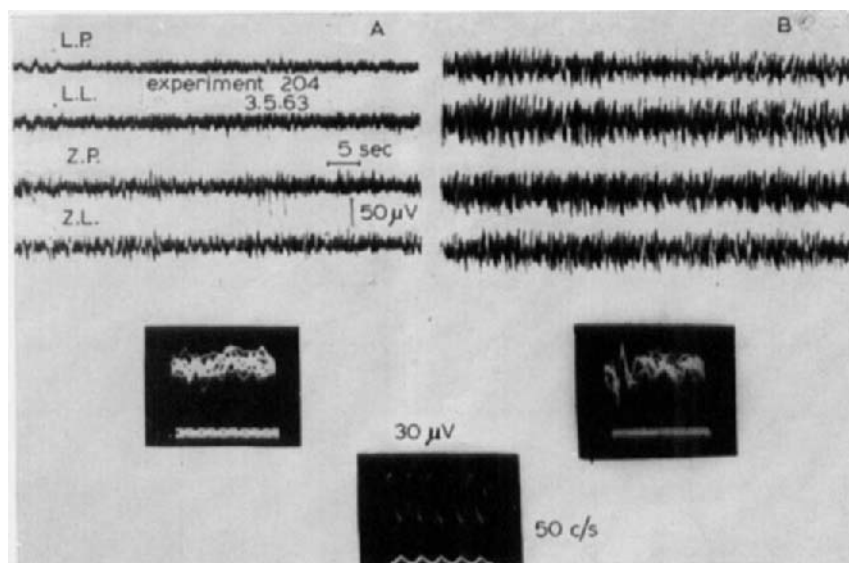 A
B
L.P.
experiment 204
L.L.
3.5.63
Z.P.
5 sec
50 µV
Z.L.
30 µV
50 c/s